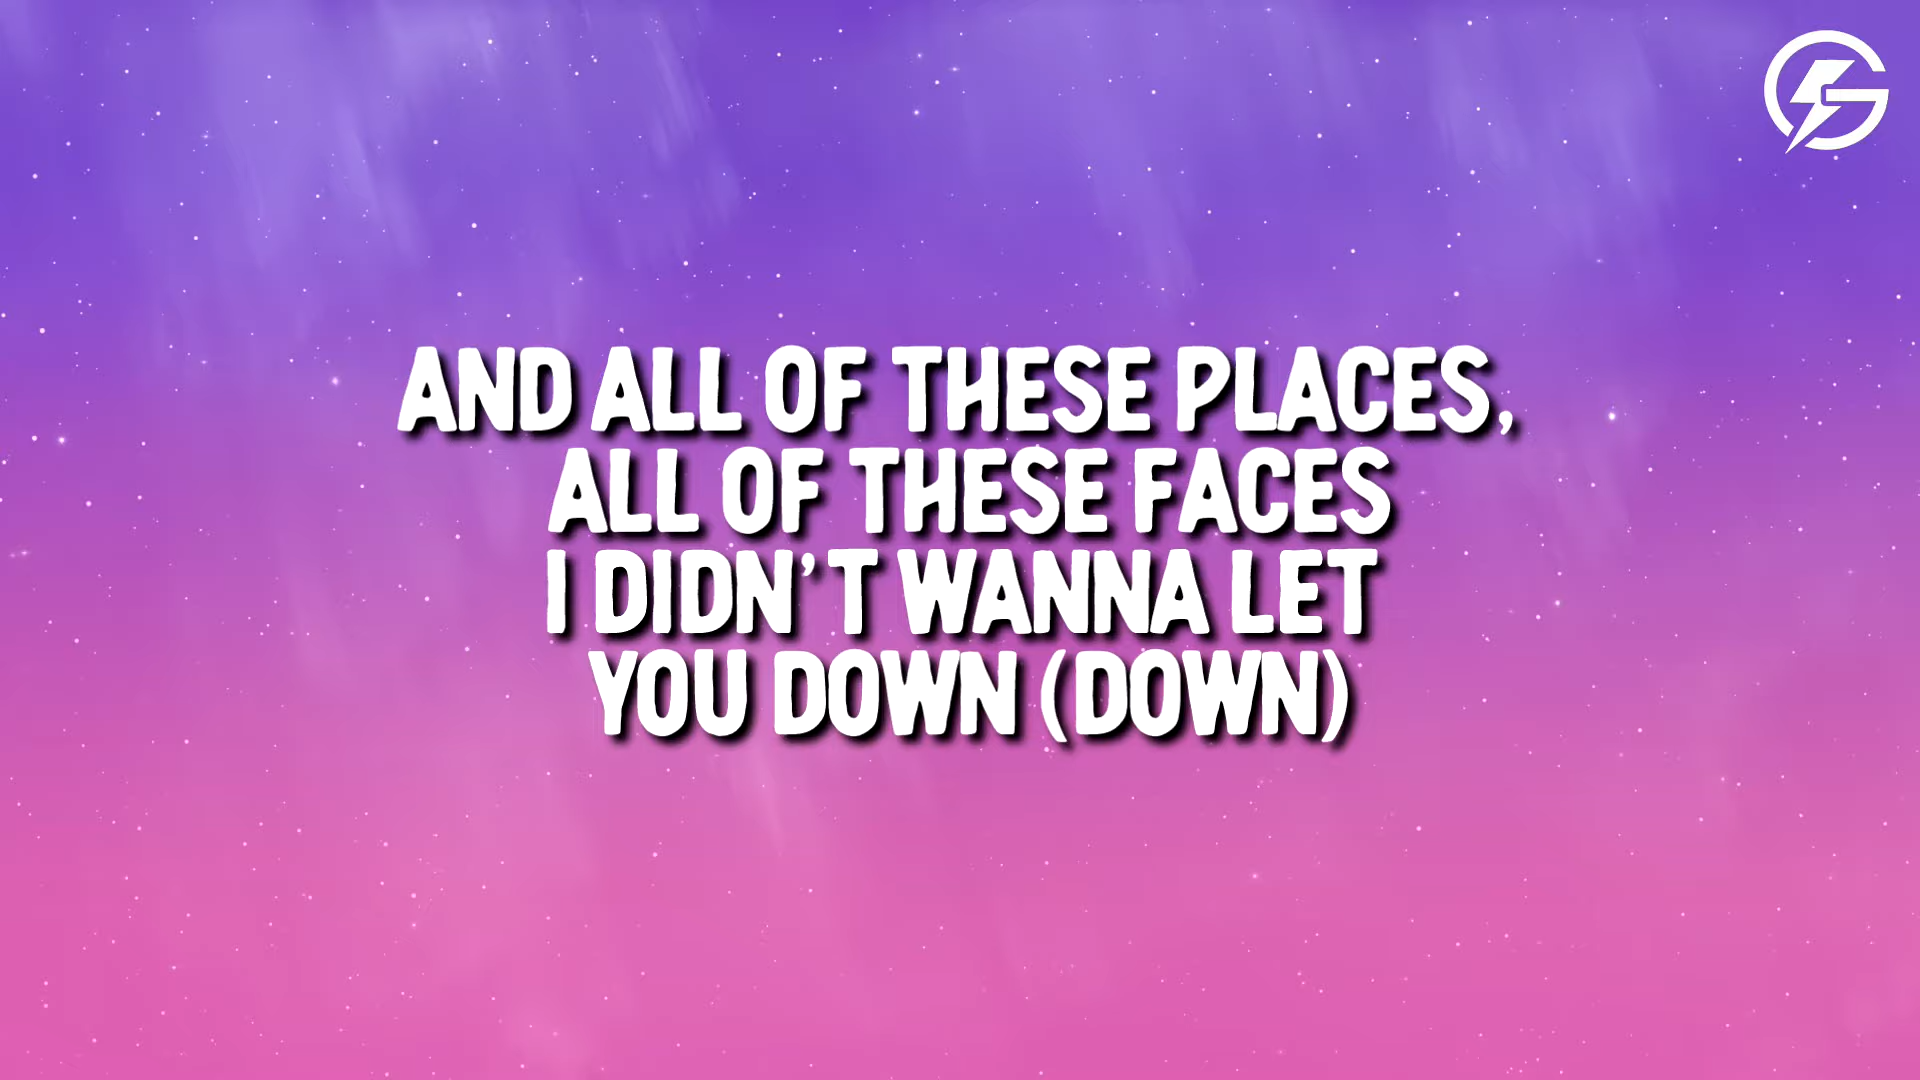 AND ALL OF THESE PLACES,
ALL OF THESE FACES
I DIDN'T WANNA LET
YOU DOWN (DOWN)